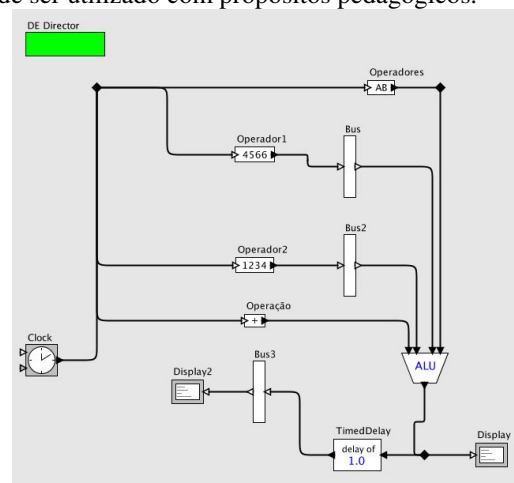 de ser utilizado com propósitos pedagógicos.
DE Director
Operadores
AB
Operador1
4566
Bus
Bus2
Operador2
1234
Operação
+
Clock
ALU
Bus3
Display2
TimedDelay
delay of
1.0
Display